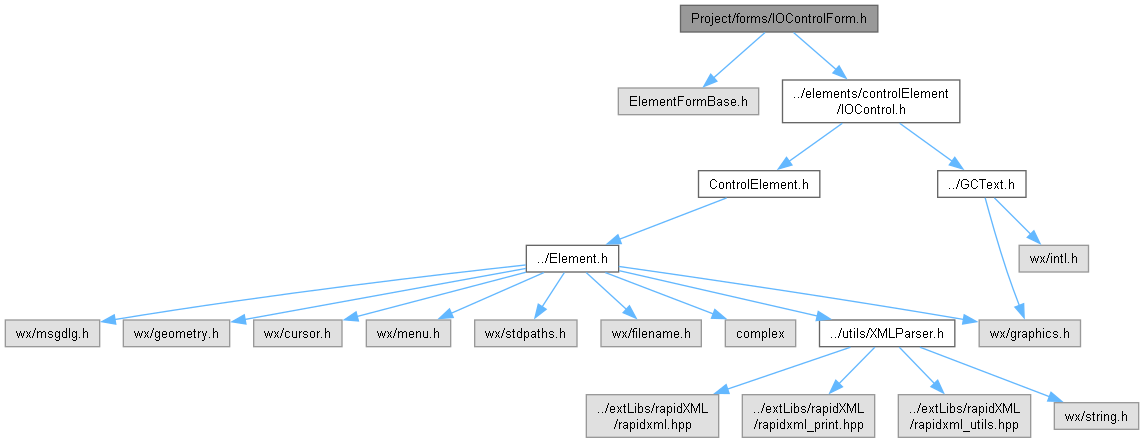 Project/forms/IOControlForm.h
ElementFormBase.h
../elements/controlElement
/IOControl.h
ControlElement.h
../GCText.h
../Element.h
wx/intl.h
wx/msgdlg.h
wx/geometry.h
wx/cursor.h
wx/menu.h
wx/stdpaths.h
wx/filename.h
complex
../utils/XMLParser.h
wx/graphics.h
../extLibs/rapidXML
/rapidxml.hpp
../extLibs/rapidXML
/rapidxml_print.hpp
../extLibs/rapidXML
/rapidxml_utils.hpp
wx/string.h